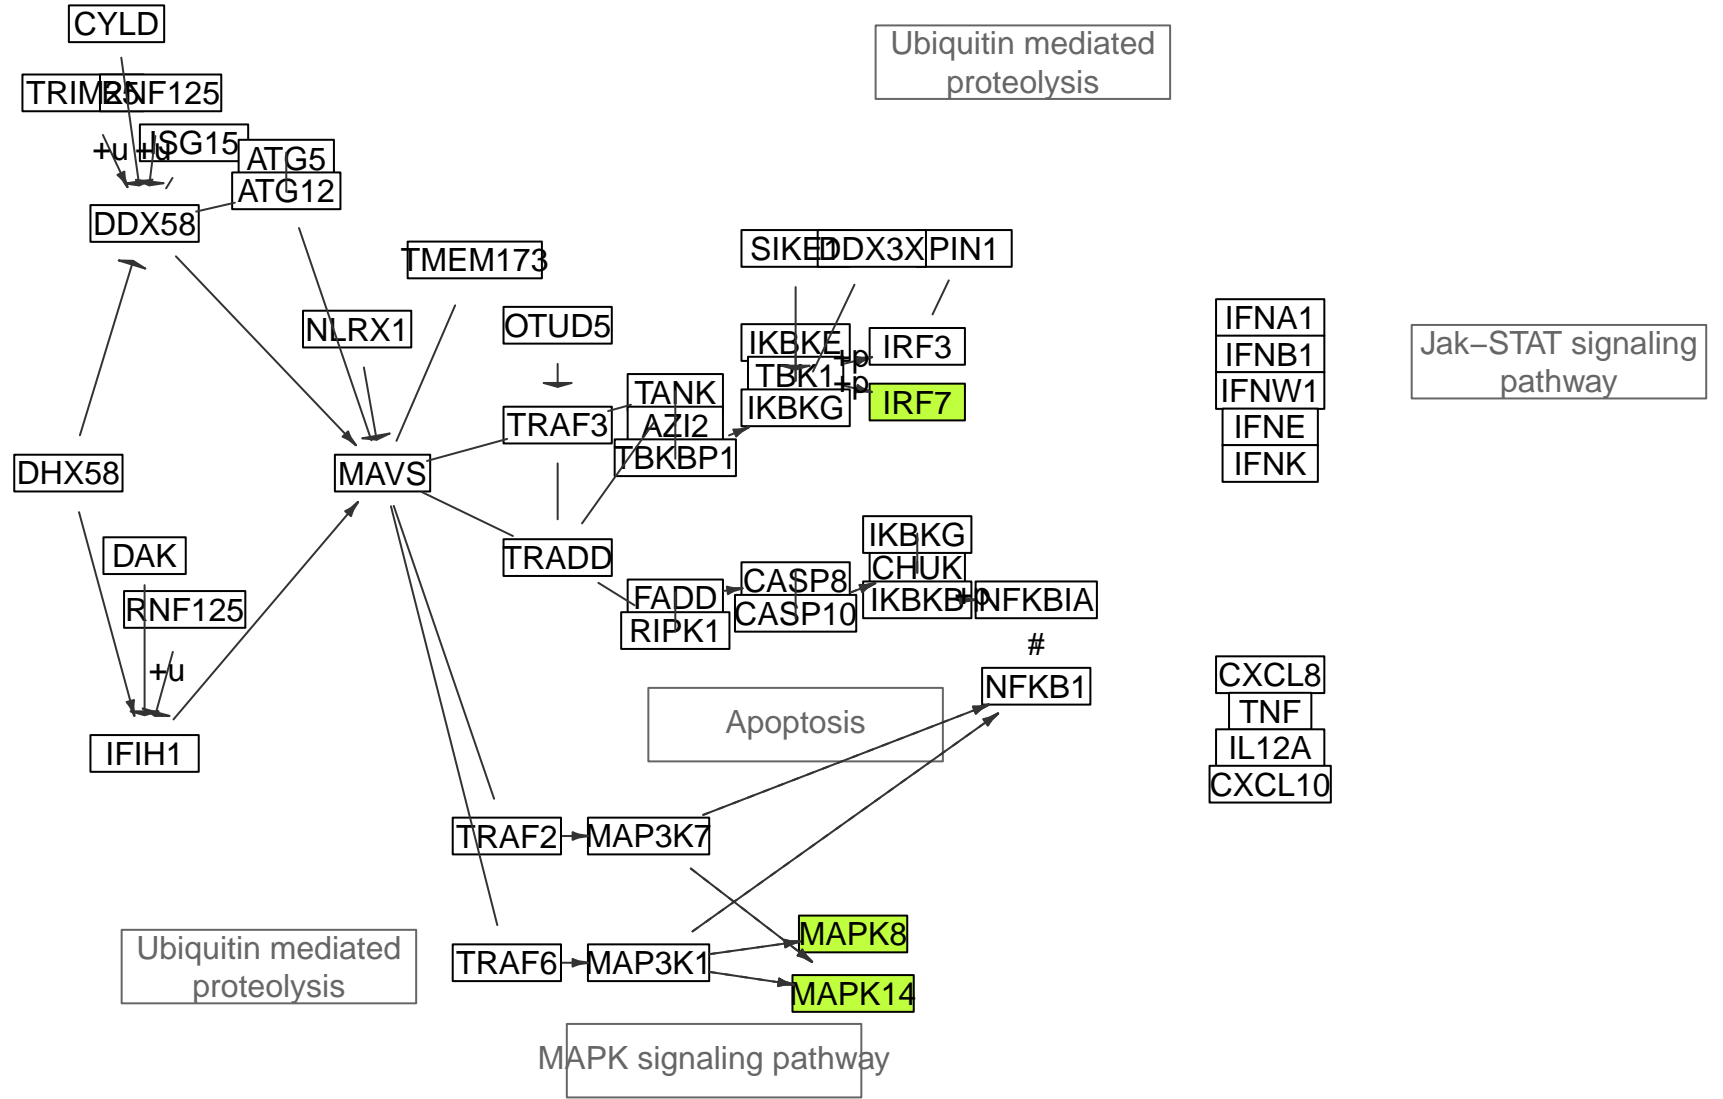 CYLD
Ubiquitin mediated
proteolysis
TRIM25
RNF125
ISG15
+u
+u
ATG5
ATG12
DDX58
TMEM173
SIKE1
DDX3X
PIN1
NLRX1
OTUD5
IKBKE
TBK1
IKBKG
+p
+p
IRF3
IRF7
IFNA1
IFNB1
IFNW1
IFNE
IFNK
Jak−STAT signaling
pathway
TANK
AZI2
TBKBP1
TRAF3
DHX58
MAVS
DAK
RNF125
+u
TRADD
FADD
RIPK1
CASP8
CASP10
IKBKG
CHUK
IKBKB
+p
NFKBIA
#
NFKB1
CXCL8
TNF
IL12A
CXCL10
Apoptosis
IFIH1
TRAF2
MAP3K7
Ubiquitin mediated
proteolysis
TRAF6
MAP3K1
MAPK8
MAPK14
MAPK signaling pathway